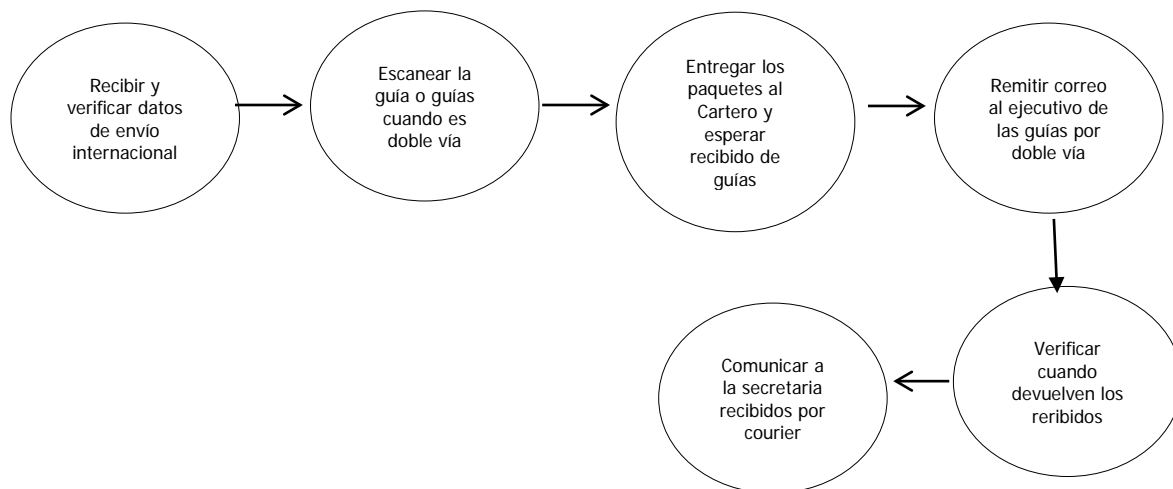 Recibir y
verificar datos
de envío
internacional
Escanear la
guía o guías
cuando es
doble vía
Entregar los
paquetes al
Cartero y
esperar
recibido de
guías
Remitir correo
al ejecutivo de
las guías por
doble vía
Verificar
cuando
devuelven los
reribidos
Comunicar a
la secretaria
recibidos por
courier